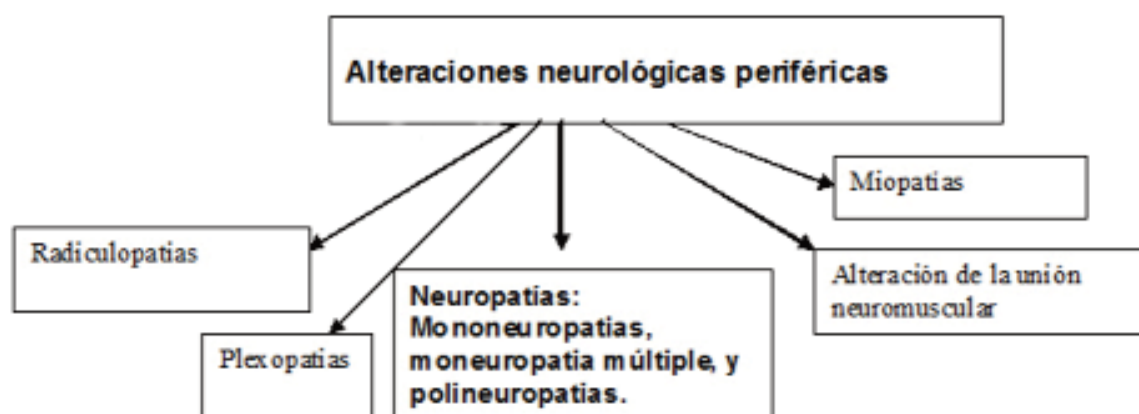 Alteraciones neurológicas periféricas
Miopatias
Radiculopatias
Alteración de la unión
neuromuscular
Neuropatias:
Mononeuropatias,
moneuropatia múltiple, y
polineuropatias.
Plexopatias